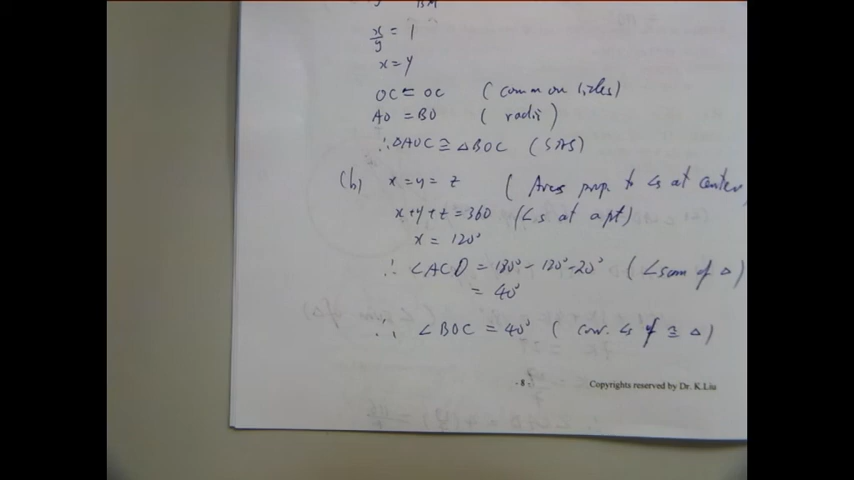 x/y = 1
x = y
OC = OC (common sides)
AO = BO (radii)
∴ △AOC ≅ △BOC (SAS)
(b) x = y = z (Arcs prop to ∠s at center)
x + y + z = 360 (∠s at a pt)
x = 120°
∴ ∠ACO = 180° - 120° - 20° (∠sum of △)
= 40°
∴ ∠BOC = 40° (cor. ∠s of ≅ △)
- 8 - Copyrights reserved by Dr. K.Liu